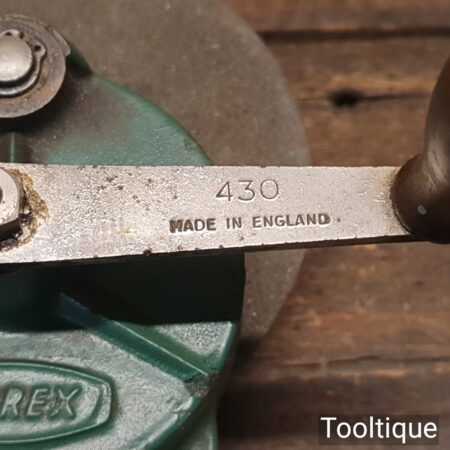 430
MADE IN ENGLAND.
REX
Tooltique